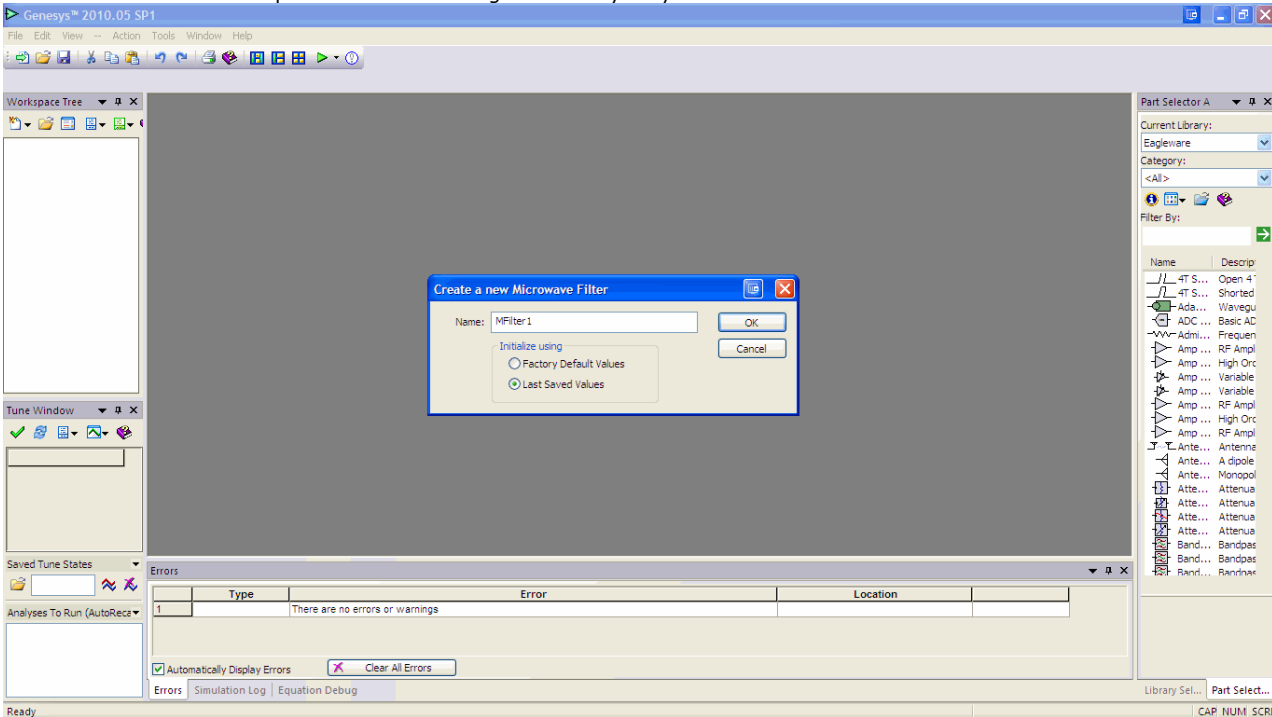 Genesys™ 2010.05 SP1
File Edit View -- Action Tools Window Help
Workspace Tree
Part Selector A
Current Library:
Eagleware
Category:
<All>
Filter By:
Name Descrip
4T S... Open 4
4T S... Shorted
Ada... Wavegu
ADC ... Basic AD
Admi... Frequen
Amp ... RF Ampl
Amp ... High Orc
Amp ... Variable
Amp ... Variable
Amp ... RF Ampl
Amp ... High Orc
Amp ... RF Ampl
Ante... Antenna
Ante... A dipole
Ante... Monopol
Atte... Attenua
Atte... Attenua
Atte... Attenua
Atte... Attenua
Band... Bandpas
Band... Bandpas
Band... Bandpas
Create a new Microwave Filter
Name: MFilter1
OK
Initialize using
Cancel
Factory Default Values
Last Saved Values
Tune Window
Saved Tune States
Analyses To Run (AutoReca
Errors
Type Error Location
1 There are no errors or warnings
Automatically Display Errors
Clear All Errors
Errors Simulation Log Equation Debug
Library Sel... Part Select...
Ready
CAP NUM SCRI